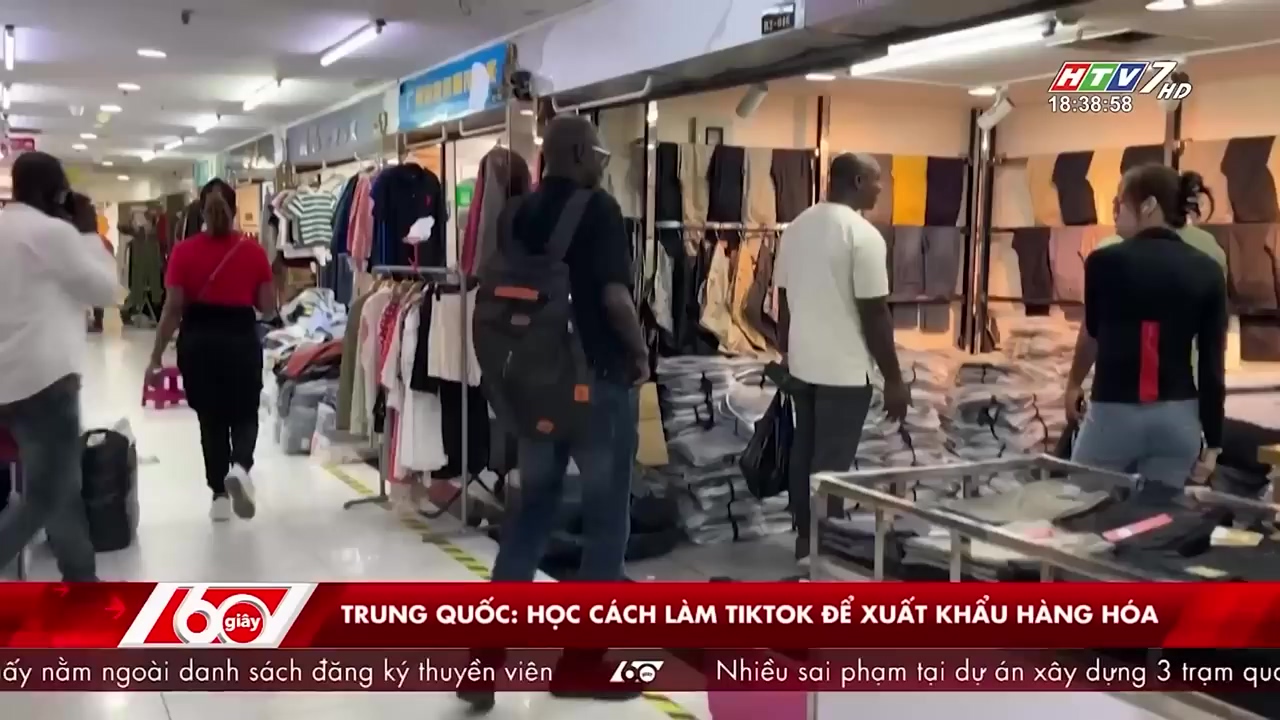 HTV7
HD
18:38:58
60 giây
TRUNG QUỐC: HỌC CÁCH LÀM TIKTOK ĐỂ XUẤT KHẨU HÀNG HÓA
ấy nằm ngoài danh sách đăng ký thuyền viên 60 giây Nhiều sai phạm tại dự án xây dựng 3 trạm qua